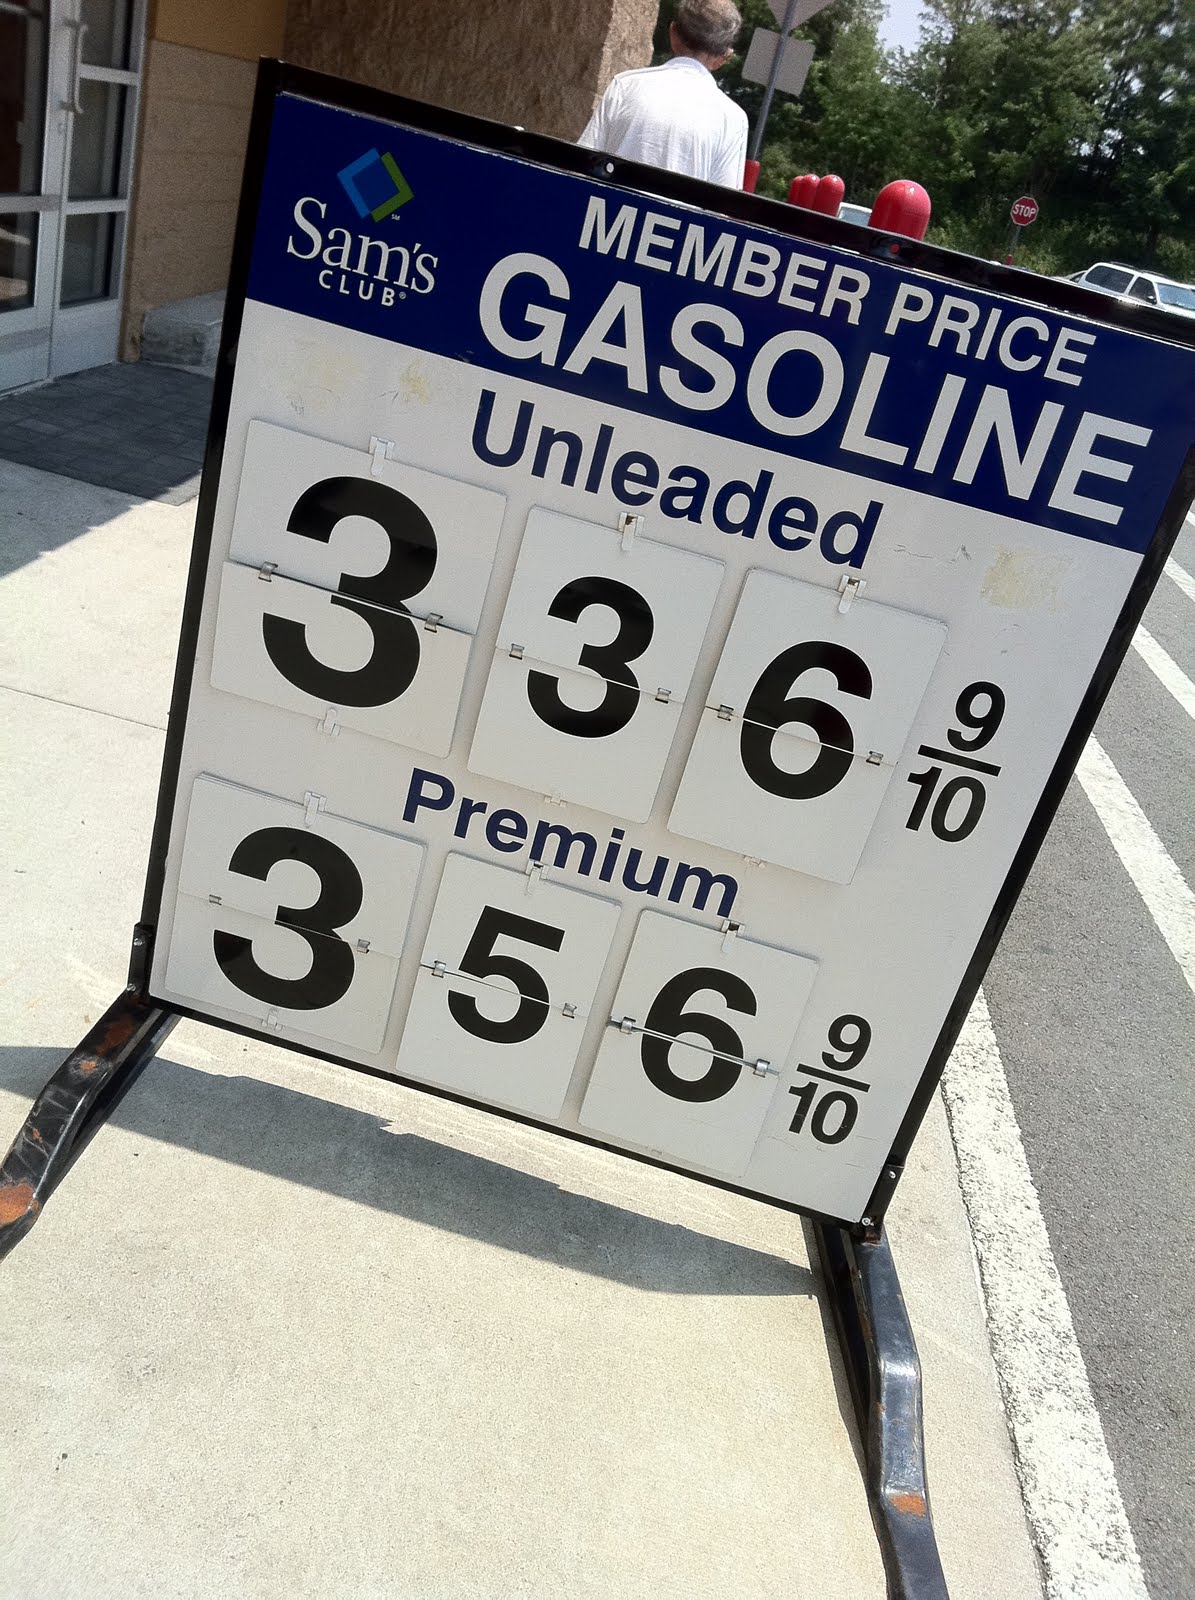 Sam's
CLUB®
MEMBER PRICE
GASOLINE
Unleaded
3 3 6 9/10
Premium
3 5 6 9/10
STOP